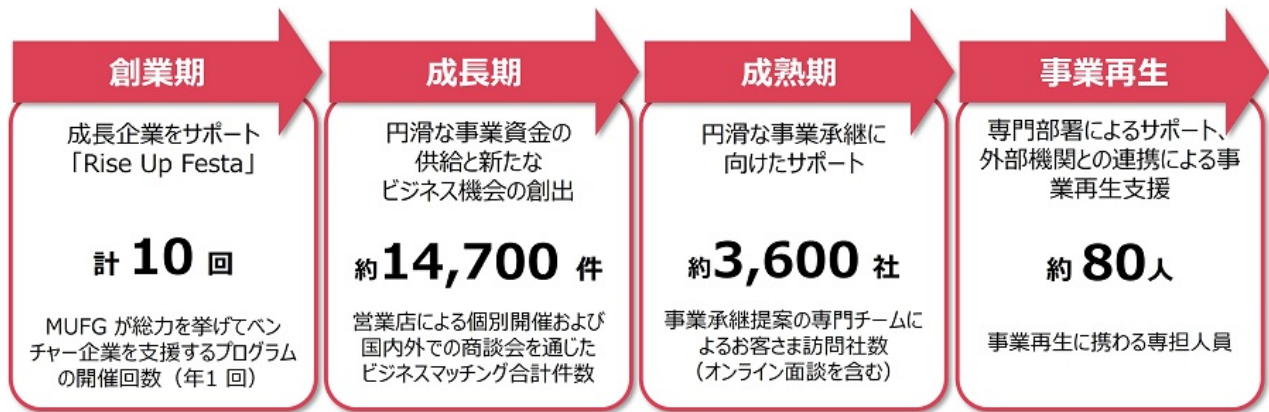 創業期
成長企業をサポート
「Rise Up Festa」
計 10 回
MUFG が総力を挙げてベン
チャー企業を支援するプログラム
の開催回数（年1 回）
成長期
円滑な事業資金の
供給と新たな
ビジネス機会の創出
約14,700 件
営業店による個別開催および
国内外での商談会を通じた
ビジネスマッチング合計件数
成熟期
円滑な事業承継に
向けたサポート
約3,600 社
事業承継提案の専門チームに
よるお客さま訪問社数
（オンライン面談を含む）
事業再生
専門部署によるサポート、
外部機関との連携による事
業再生支援
約 80人
事業再生に携わる専担人員